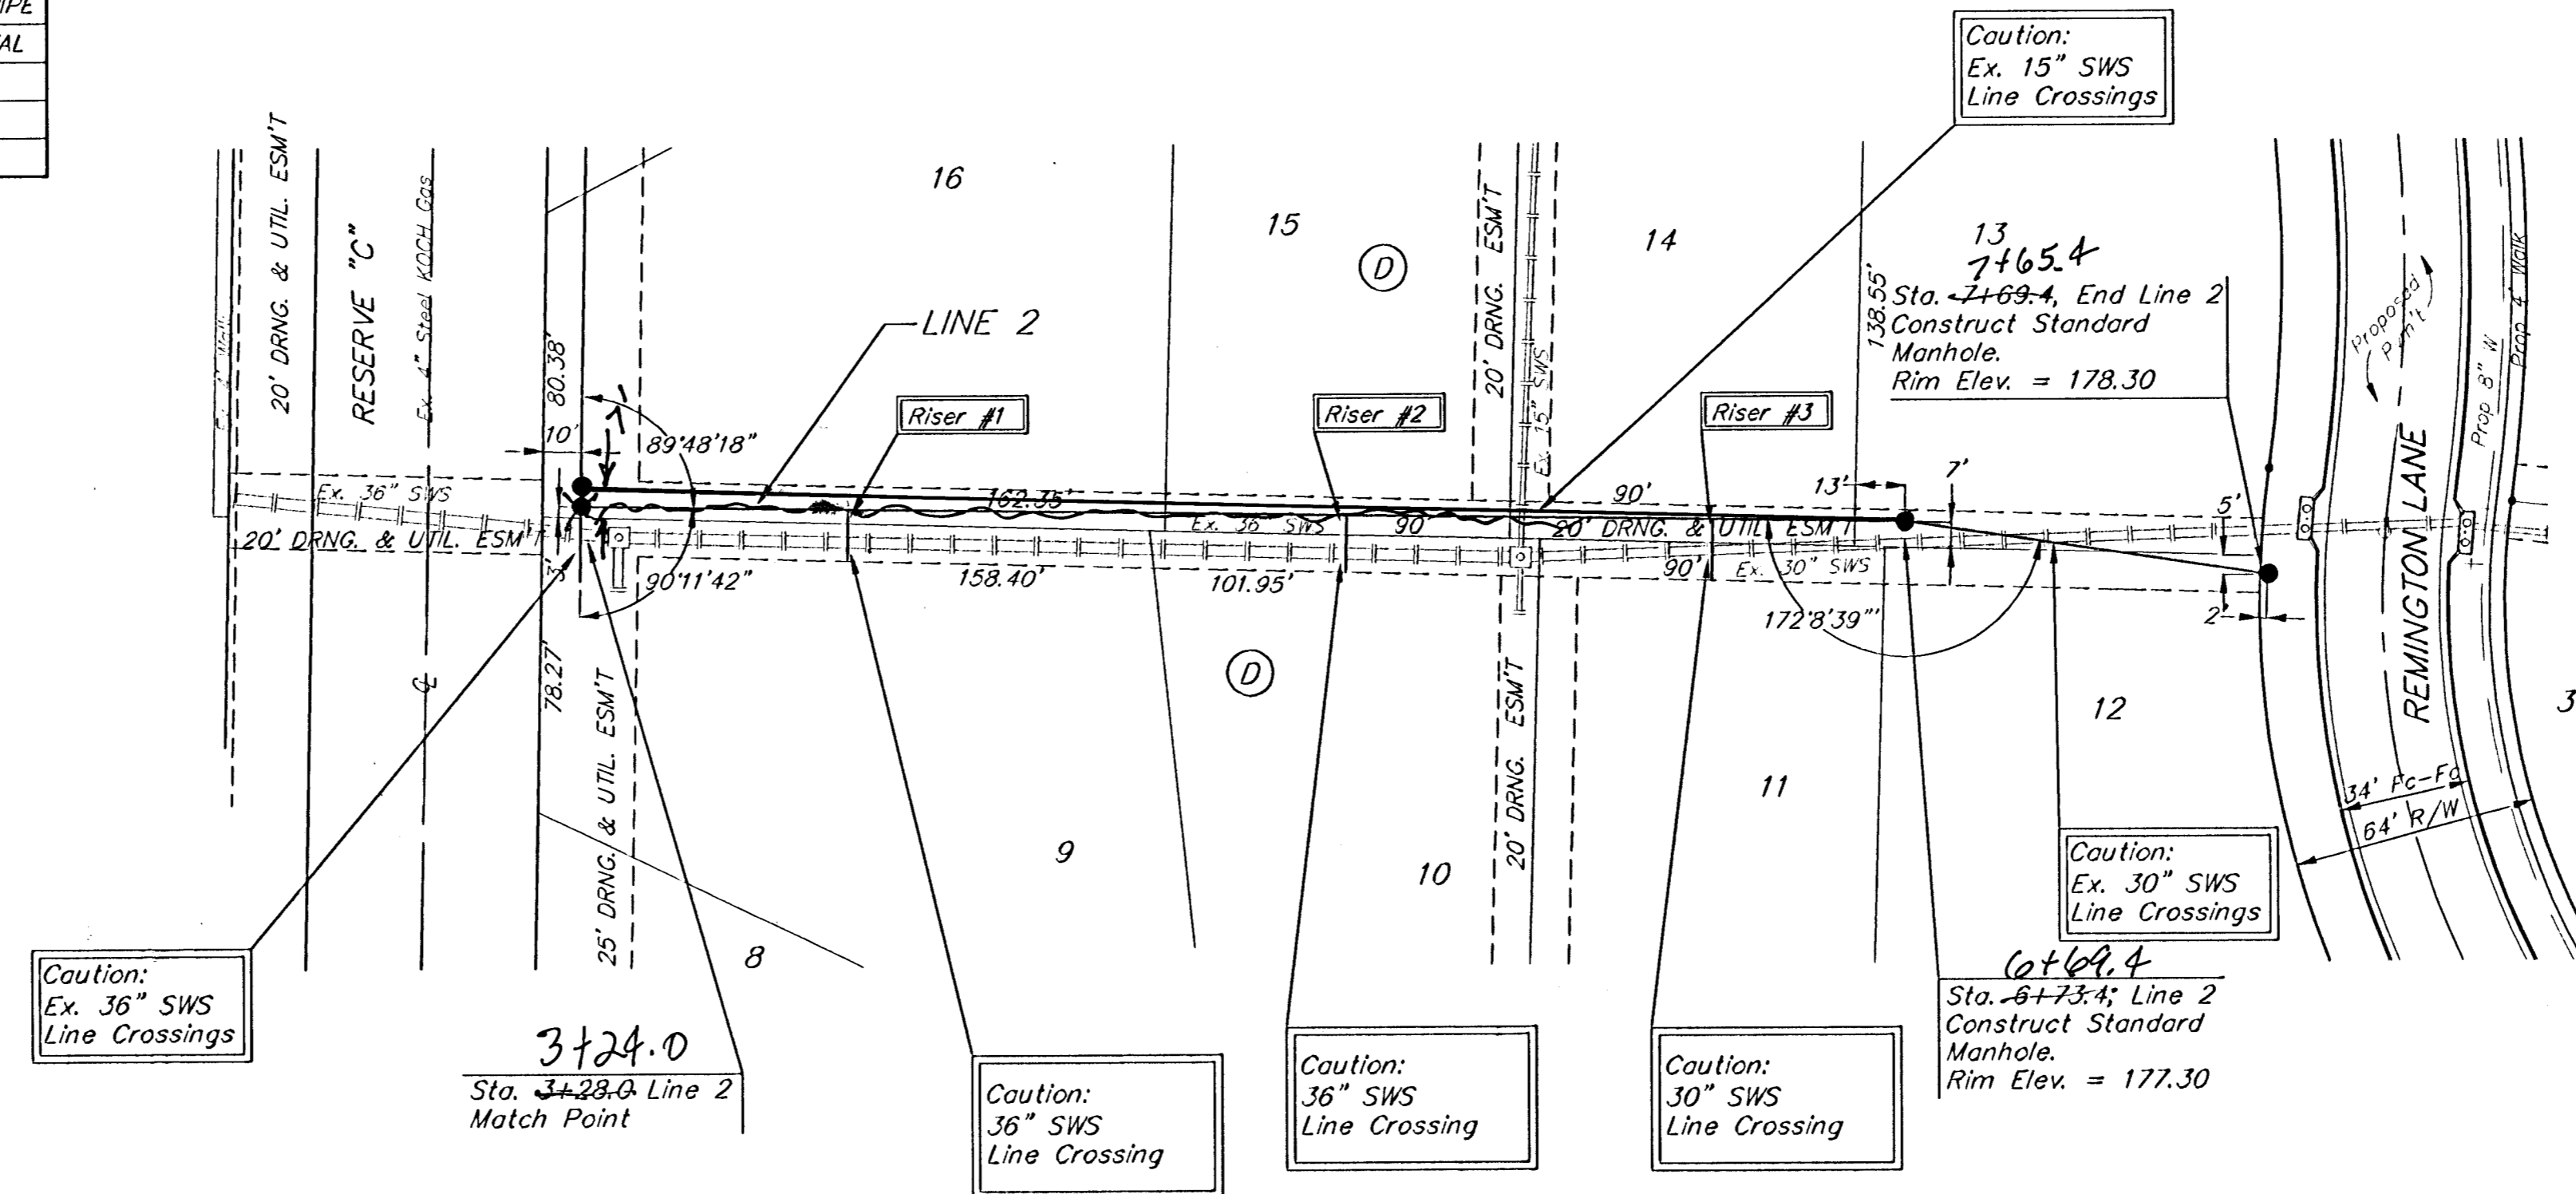 IPE
AL
Caution:
Ex. 15" SWS
Line Crossings
20' DRNG. & UTIL. ESM'T
RESERVE "C"
Ex. 4" Steel KOCH Gas
16
15
D
14
13
20' DRNG. ESM'T
Ex. 15" SWS
7+65.4
Sta. 7+69.4, End Line 2
Construct Standard
Manhole.
Rim Elev. = 178.30
138.55'
Proposed
Pvm't
Prop 8" W
Prop 4' Walk
REMINGTON LANE
LINE 2
80.38'
7'
10'
89°48'18"
Riser #1
Riser #2
Riser #3
Ex. 36" SWS
162.35'
90'
13'
7'
5'
20' DRNG. & UTIL. ESM'T
Ex. 36" SWS
90'
20' DRNG. & UTIL ESM'T
3'
90°11'42"
158.40'
101.95'
90'
Ex. 30" SWS
172°8'39"
2'
78.27'
25' DRNG. & UTIL. ESM'T
D
20' DRNG. ESM'T
12
3
11
9
10
8
34' Fc-Fc
64' R/W
Caution:
Ex. 30" SWS
Line Crossings
Caution:
Ex. 36" SWS
Line Crossings
3+24.0
Sta. 3+28.0 Line 2
Match Point
Caution:
36" SWS
Line Crossing
Caution:
36" SWS
Line Crossing
Caution:
30" SWS
Line Crossing
6+69.4
Sta. 6+73.4; Line 2
Construct Standard
Manhole.
Rim Elev. = 177.30